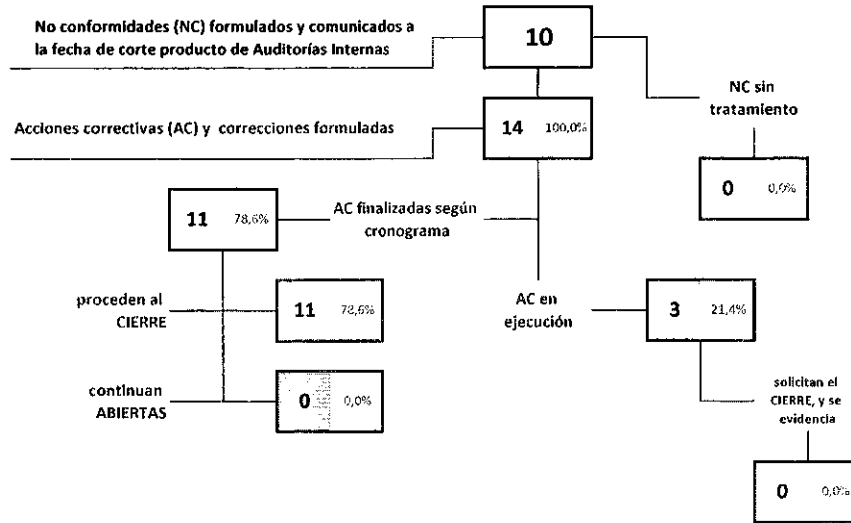 No conformidades (NC) formulados y comunicados a
la fecha de corte producto de Auditorías Internas
10
NC sin
tratamiento
Acciones correctivas (AC) y correcciones formuladas
14 100,0%
0 0,0%
11 78,6%
AC finalizadas según
cronograma
proceden al
CIERRE
11 78,6%
AC en
ejecución
3 21,4%
continuan
ABIERTAS
0 0,0%
solicitan el
CIERRE, y se
evidencia
0 0,0%